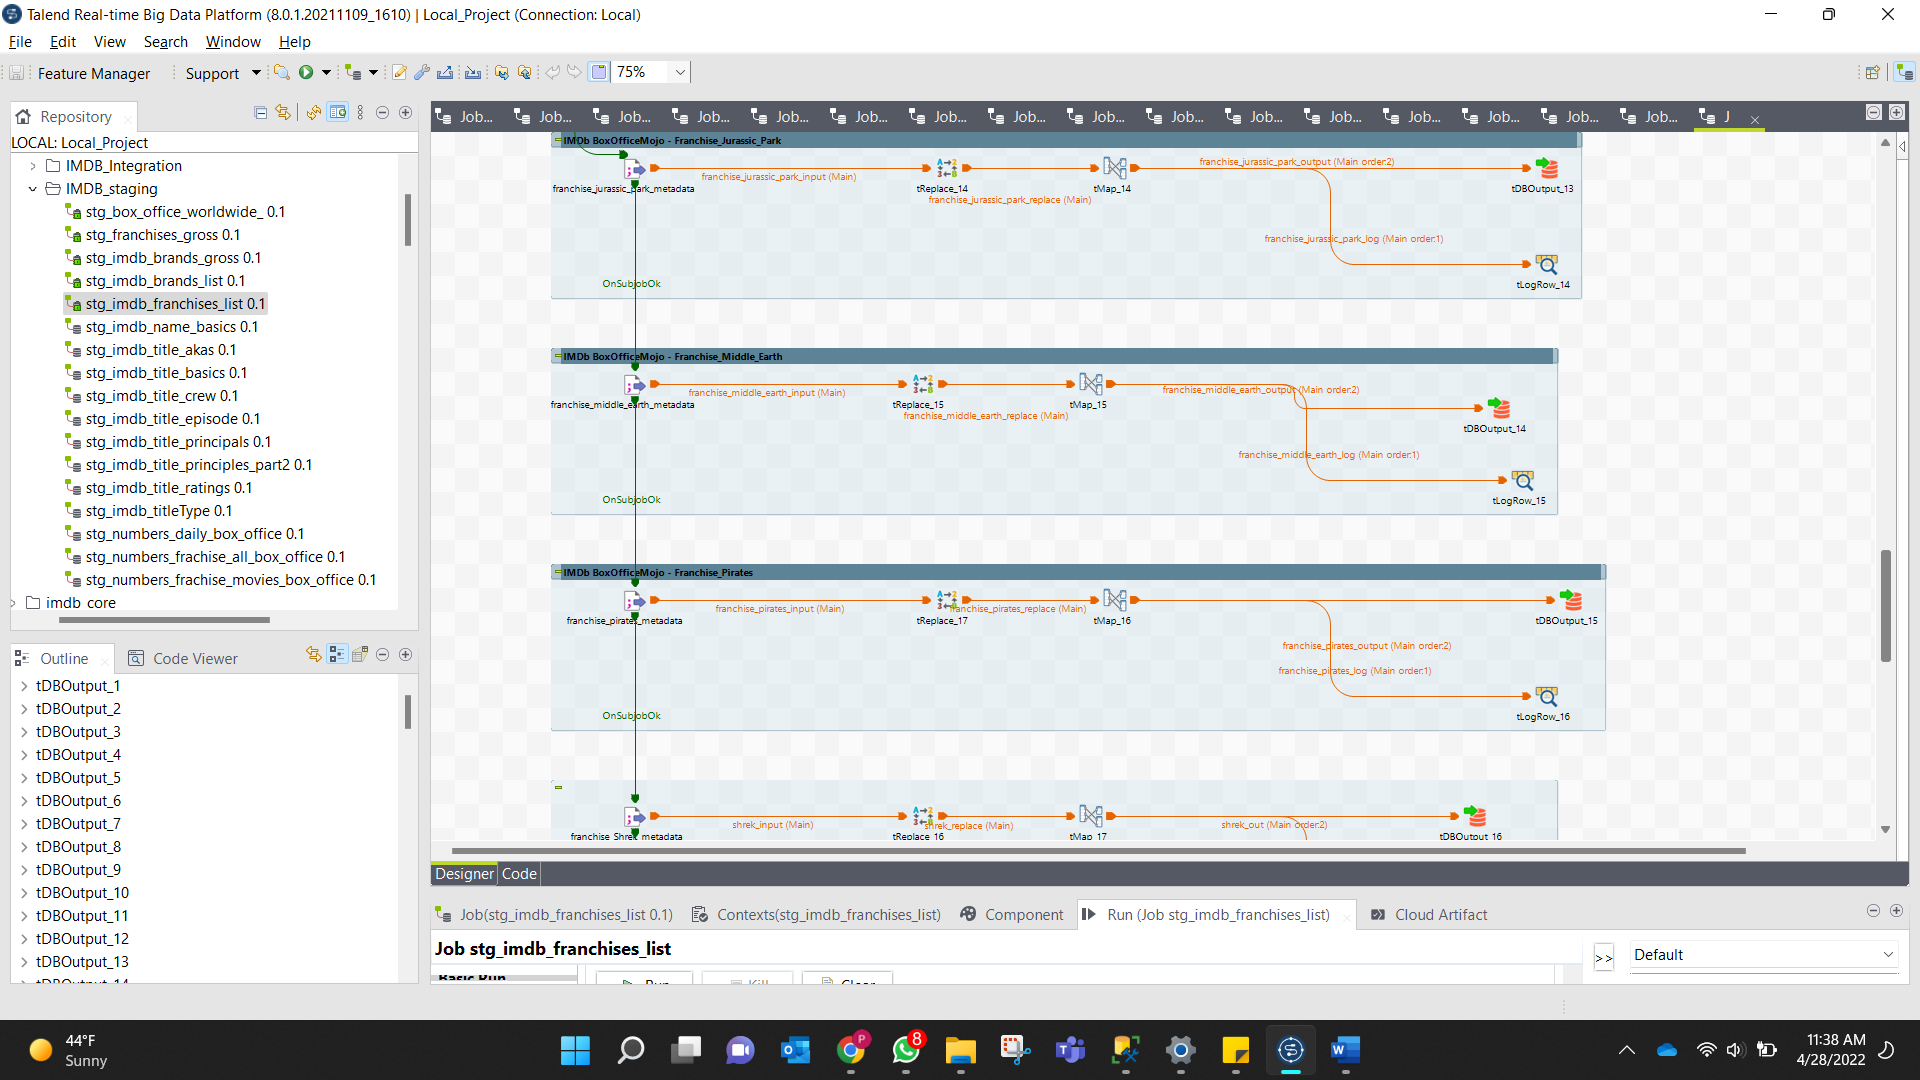 Talend Real-time Big Data Platform (8.0.1.20211109_1610) | Local_Project (Connection: Local)
File Edit View Search Window Help
Feature Manager Support 75%
Repository
LOCAL: Local_Project
IMDB_Integration
IMDB_staging
stg_box_office_worldwide_ 0.1
stg_franchises_gross 0.1
stg_imdb_brands_gross 0.1
stg_imdb_brands_list 0.1
stg_imdb_franchises_list 0.1
stg_imdb_name_basics 0.1
stg_imdb_title_akas 0.1
stg_imdb_title_basics 0.1
stg_imdb_title_crew 0.1
stg_imdb_title_episode 0.1
stg_imdb_title_principals 0.1
stg_imdb_title_principles_part2 0.1
stg_imdb_title_ratings 0.1
stg_imdb_titleType 0.1
stg_numbers_daily_box_office 0.1
stg_numbers_frachise_all_box_office 0.1
stg_numbers_frachise_movies_box_office 0.1
imdb core
Outline Code Viewer
tDBOutput_1
tDBOutput_2
tDBOutput_3
tDBOutput_4
tDBOutput_5
tDBOutput_6
tDBOutput_7
tDBOutput_8
tDBOutput_9
tDBOutput_10
tDBOutput_11
tDBOutput_12
tDBOutput_13
tDBOutput_14
Job... Job... Job... Job... Job... Job... Job... Job... Job... Job... Job... Job... Job... Job... Job... Job... J
IMDb BoxOfficeMojo - Franchise_Jurassic_Park
franchise_jurassic_park_output (Main order:2)
franchise_jurassic_park_input (Main)
franchise_jurassic_park_metadata tReplace_14 tMap_14 tDBOutput_13
franchise_jurassic_park_replace (Main)
franchise_jurassic_park_log (Main order:1)
OnSubjobOk tLogRow_14
IMDb BoxOfficeMojo - Franchise_Middle_Earth
franchise_middle_earth_input (Main) franchise_middle_earth_output (Main order:2)
franchise_middle_earth_metadata tReplace_15 tMap_15
franchise_middle_earth_replace (Main)
tDBOutput_14
franchise_middle_earth_log (Main order:1)
OnSubjobOk tLogRow_15
IMDb BoxOfficeMojo - Franchise_Pirates
franchise_pirates_input (Main) franchise_pirates_replace (Main)
franchise_pirates_metadata tReplace_17 tMap_16 tDBOutput_15
franchise_pirates_output (Main order:2)
franchise_pirates_log (Main order:1)
OnSubjobOk tLogRow_16
shrek_input (Main) shrek_replace (Main) shrek_out (Main order:2)
franchise_Shrek_metadata tReplace_16 tMap_17 tDBOutput_16
Designer Code
Job(stg_imdb_franchises_list 0.1) Contexts(stg_imdb_franchises_list) Component Run (Job stg_imdb_franchises_list) Cloud Artifact
Job stg_imdb_franchises_list
Basic Run Run Kill Clear
>> Default
44°F
Sunny
P
8
11:38 AM
4/28/2022